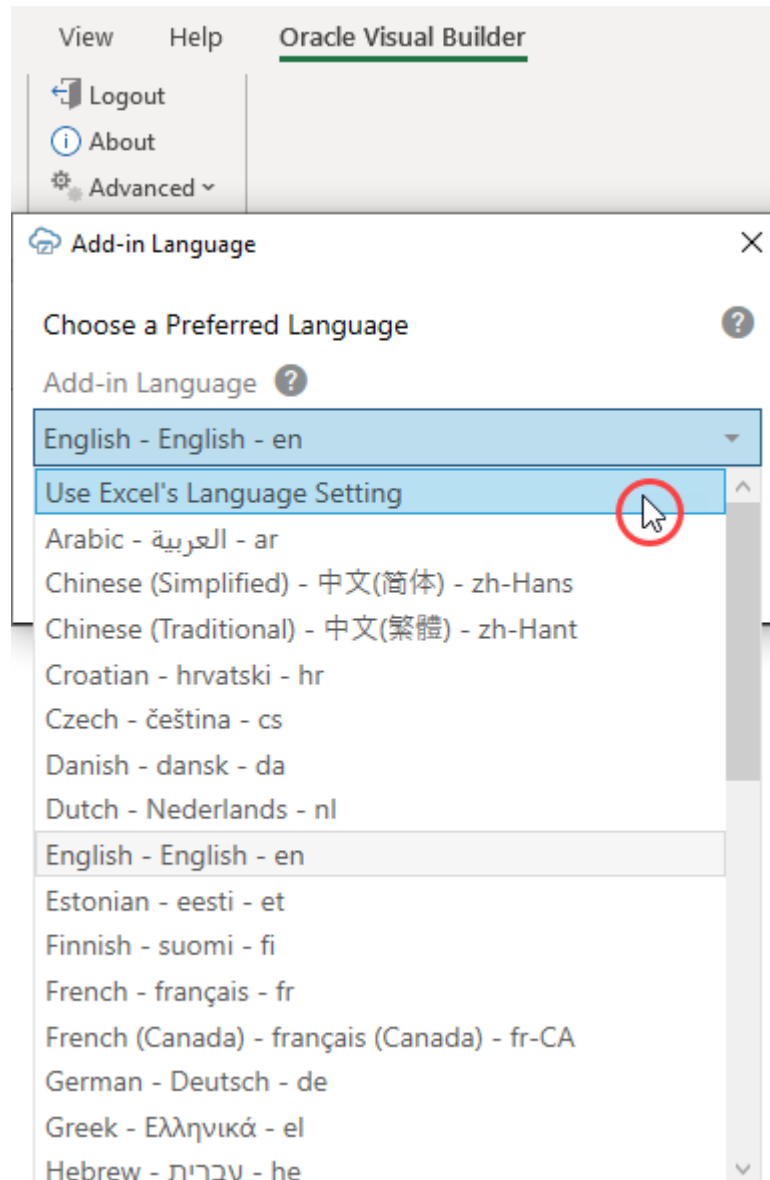 View Help Oracle Visual Builder
Logout
About
Advanced
Add-in Language
Choose a Preferred Language
Add-in Language
English - English - en
Use Excel's Language Setting
Arabic - العربية - ar
Chinese (Simplified) - 中文(简体) - zh-Hans
Chinese (Traditional) - 中文(繁體) - zh-Hant
Croatian - hrvatski - hr
Czech - čeština - cs
Danish - dansk - da
Dutch - Nederlands - nl
English - English - en
Estonian - eesti - et
Finnish - suomi - fi
French - français - fr
French (Canada) - français (Canada) - fr-CA
German - Deutsch - de
Greek - Ελληνικά - el
Hebrew - עברית - he